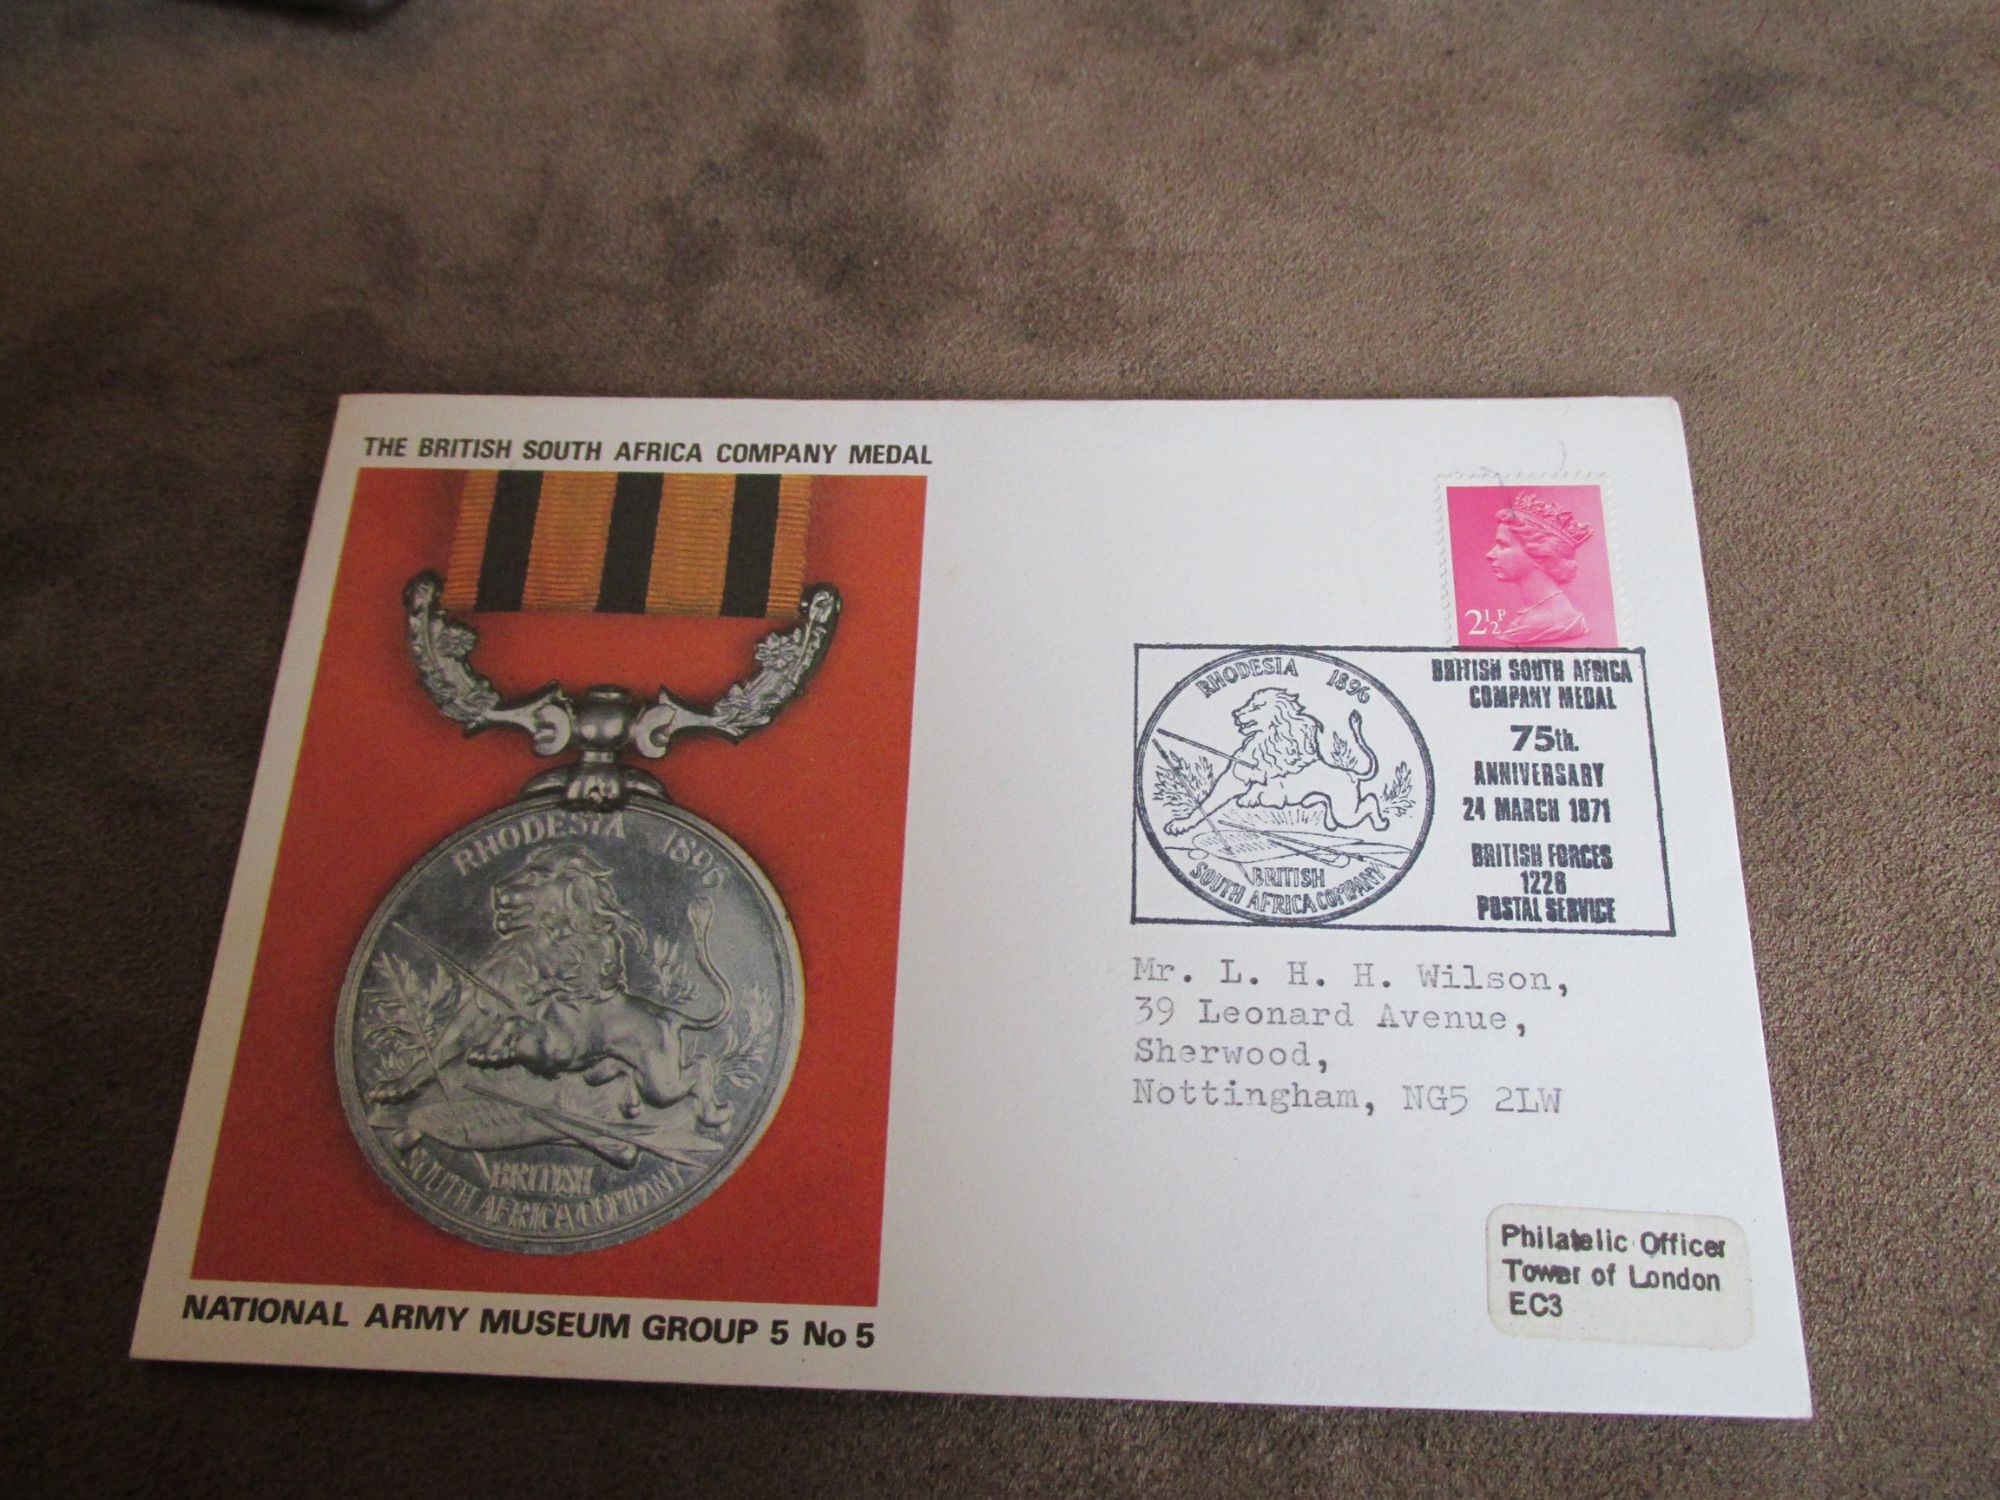 THE BRITISH SOUTH AFRICA COMPANY MEDAL
RHODESIA 1896
BRITISH
SOUTH AFRICA COMPANY
NATIONAL ARMY MUSEUM GROUP 5 No 5
2½P
RHODESIA 1896
BRITISH
SOUTH AFRICA COMPANY
BRITISH SOUTH AFRICA
COMPANY MEDAL
75th.
ANNIVERSARY
24 MARCH 1971
BRITISH FORCES
1226
POSTAL SERVICE
Mr. L. H. H. Wilson,
39 Leonard Avenue,
Sherwood,
Nottingham, NG5 2LW
Philatelic Officer
Tower of London
EC3